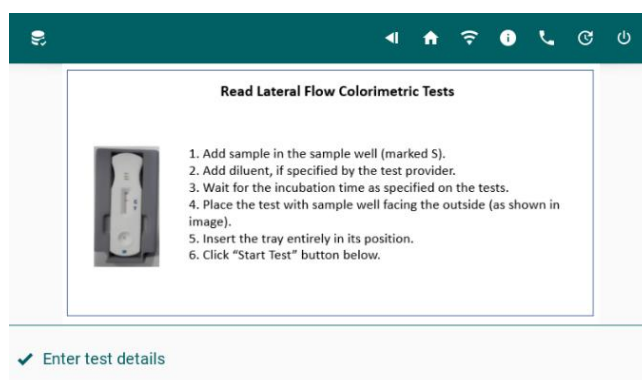 Read Lateral Flow Colorimetric Tests
1. Add sample in the sample well (marked S).
2. Add diluent, if specified by the test provider.
3. Wait for the incubation time as specified on the tests.
4. Place the test with sample well facing the outside (as shown in
image).
5. Insert the tray entirely in its position.
6. Click “Start Test” button below.
Enter test details